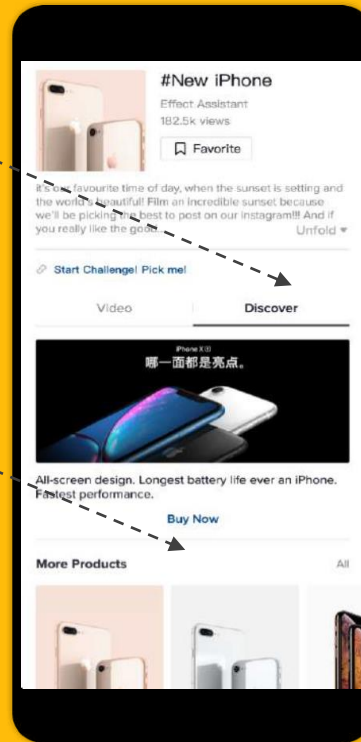 #New iPhone
Effect Assistant
182.5k views
Favorite
it's our favourite time of day, when the sunset is setting and
the world's beautiful! Film an incredible sunset because
we'll be picking the best to post on our instagram!!! And if
you really like the good...
Unfold
Start Challenge! Pick me!
Video
Discover
哪一面都是亮点。
All-screen design. Longest battery life ever an iPhone.
Fastest performance.
Buy Now
More Products
All